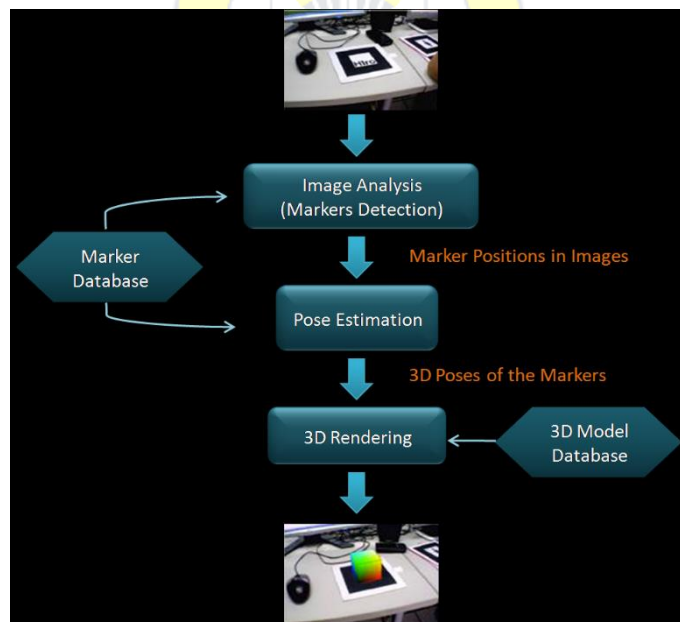 Hiro
Image Analysis
(Markers Detection)
Marker
Database
Marker Positions in Images
Pose Estimation
3D Poses of the Markers
3D Rendering
3D Model
Database